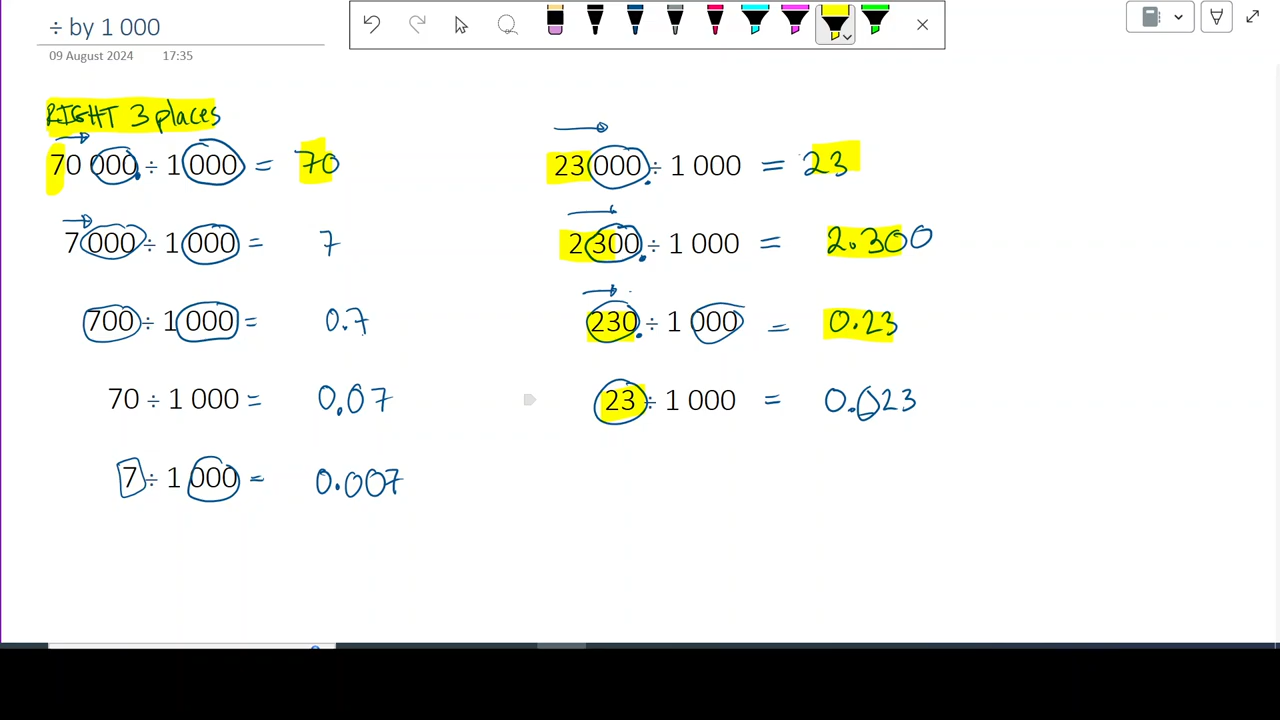 ÷ by 1 000
09 August 2024 17:35
RIGHT 3 places
70 000 ÷ 1 000 = 70
7 000 ÷ 1 000 = 7
700 ÷ 1 000 = 0.7
70 ÷ 1 000 = 0.07
7 ÷ 1 000 = 0.007
23 000 ÷ 1 000 = 23
2 300 ÷ 1 000 = 2.300
230 ÷ 1 000 = 0.23
23 ÷ 1 000 = 0.023